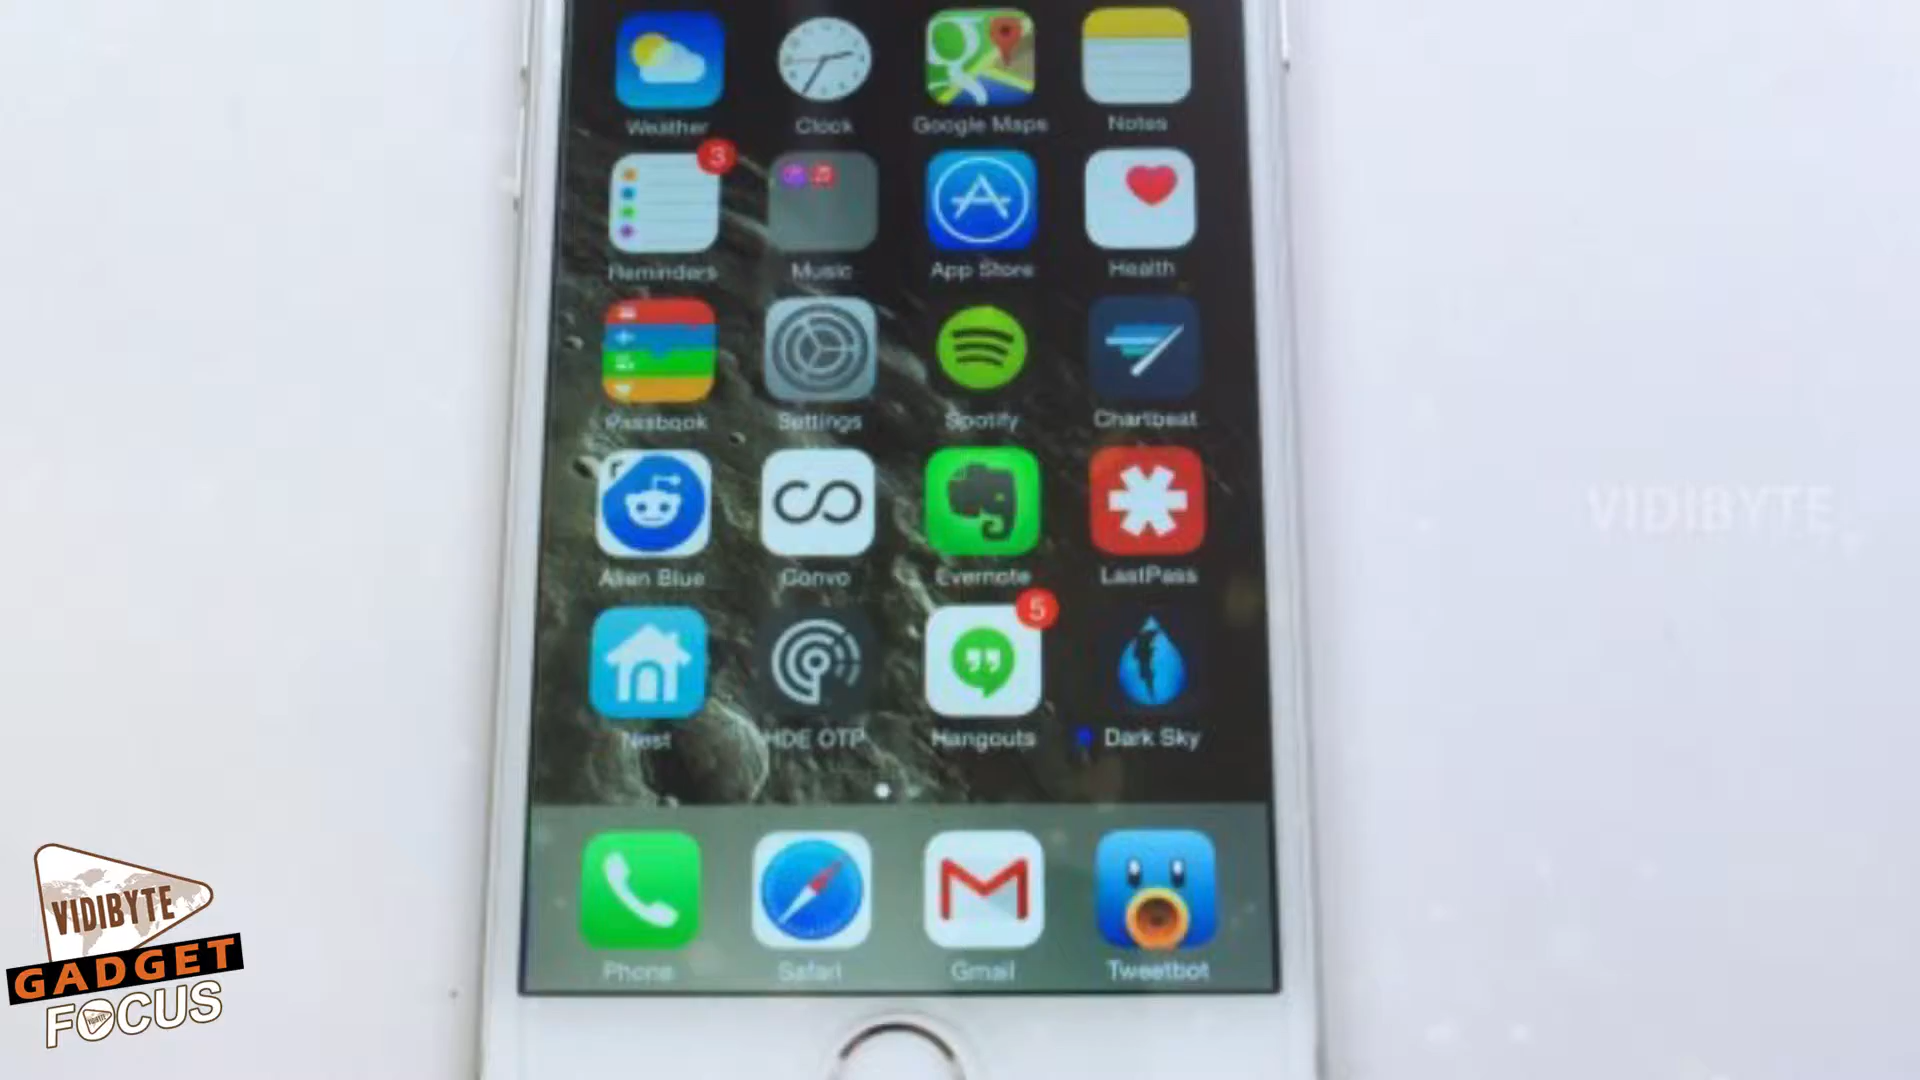 Weather Clock Google Maps Notes
3
Reminders Music App Store Health
Passbook Settings Spotify Chartbeat
Alien Blue Convo Evernote LastPass
5
Nest HDE OTP Hangouts Dark Sky
Phone Safari Gmail Tweetbot
VIDIBYTE
VIDIBYTE
GADGET
FOCUS